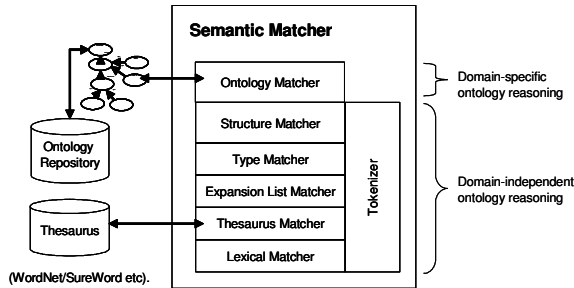 Semantic Matcher
Ontology Matcher
Structure Matcher
Type Matcher
Expansion List Matcher
Thesaurus Matcher
Lexical Matcher
Tokenizer
Ontology
Repository
Thesaurus
(WordNet/SureWord etc).
Domain-specific
ontology reasoning
Domain-independent
ontology reasoning